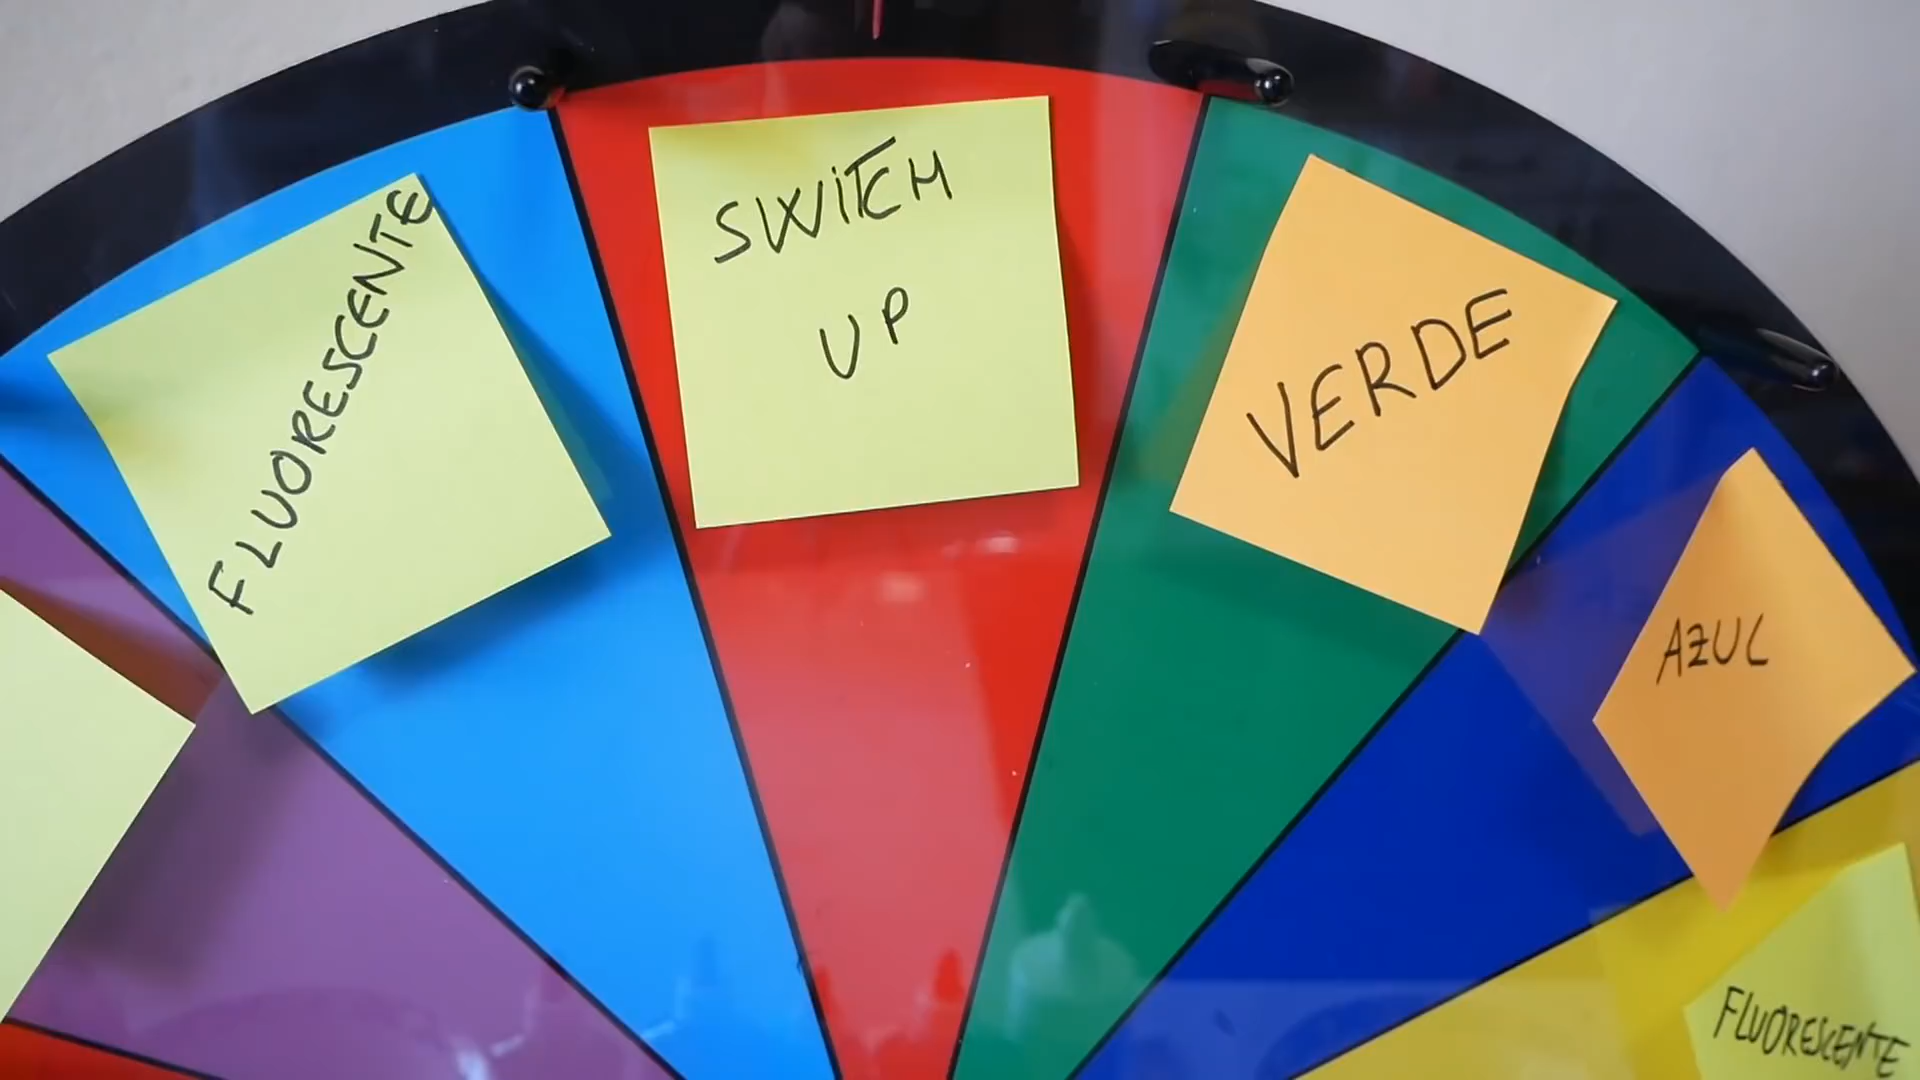 FLUORESCENTE
SWITCH
UP
VERDE
AZUL
FLUORESCENTE